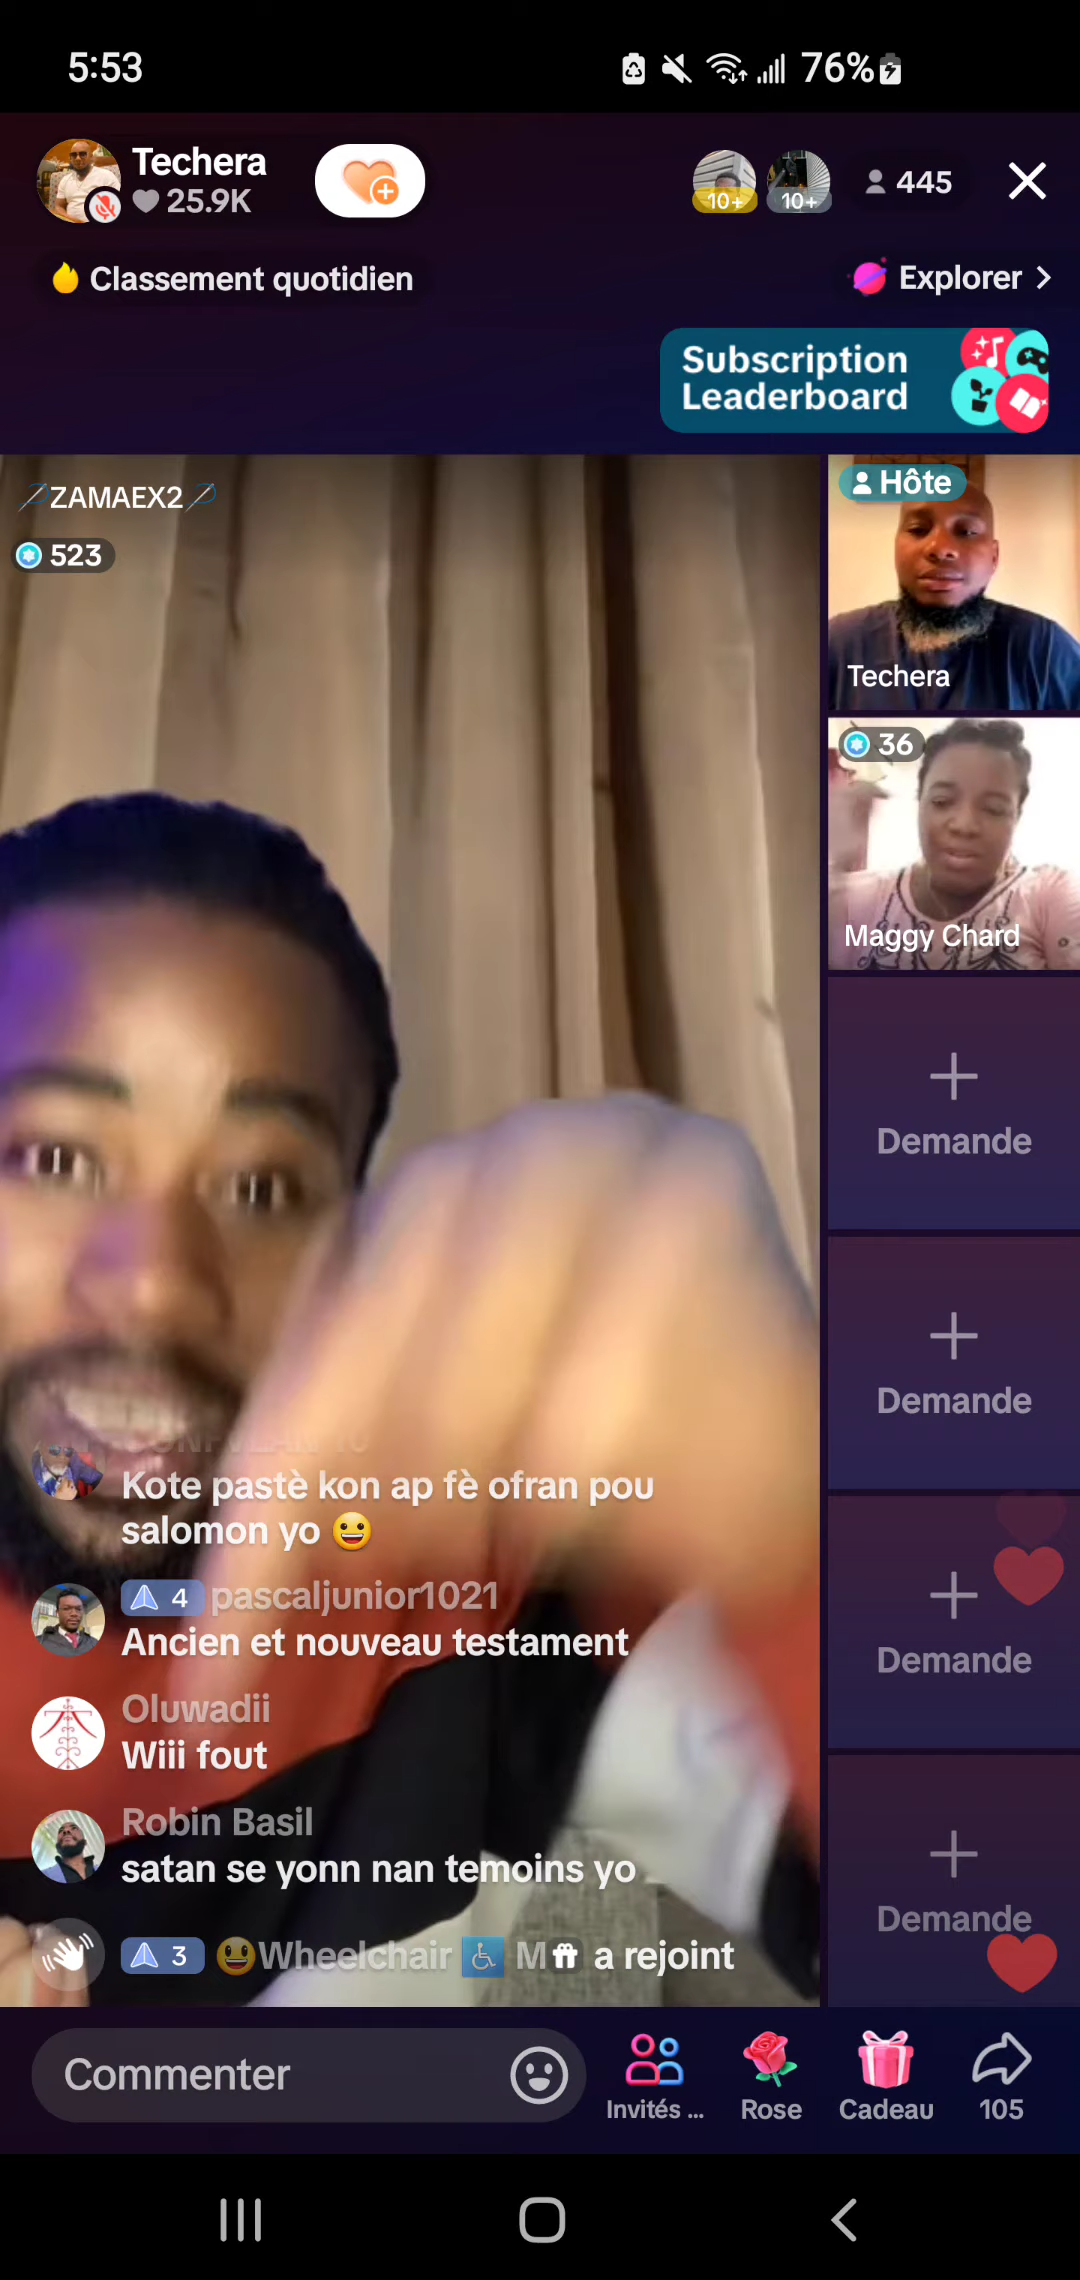 5:53
76%
Techera
25.9K
10+
10+
445
Classement quotidien
Explorer
Subscription
Leaderboard
ZAMAEX2
523
Hôte
Techera
36
Maggy Chard
Demande
Demande
Demande
Demande
Kote pastè kon ap fè ofran pou
salomon yo 😀
4 pascaljunior1021
Ancien et nouveau testament
Oluwadii
Wiii fout
Robin Basil
satan se yonn nan temoins yo
3 😃Wheelchair ♿ M a rejoint
Commenter
Invités ...
Rose
Cadeau
105